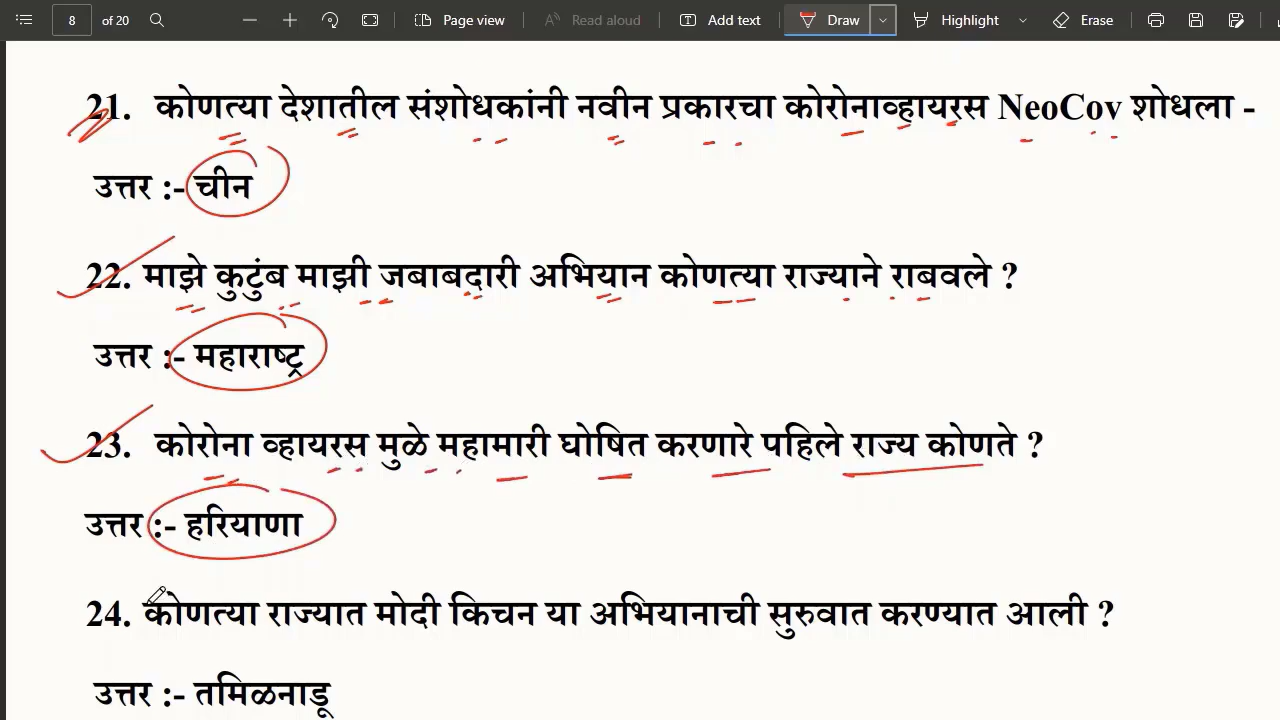 8 of 20 Page view Read aloud Add text Draw Highlight Erase
21. कोणत्या देशातील संशोधकांनी नवीन प्रकारचा कोरोनाव्हायरस NeoCov शोधला -
उत्तर :- चीन
22. माझे कुटुंब माझी जबाबदारी अभियान कोणत्या राज्याने राबवले ?
उत्तर :- महाराष्ट्र
23. कोरोना व्हायरस मुळे महामारी घोषित करणारे पहिले राज्य कोणते ?
उत्तर :- हरियाणा
24. कोणत्या राज्यात मोदी किचन या अभियानाची सुरुवात करण्यात आली ?
उत्तर :- तमिळनाडू